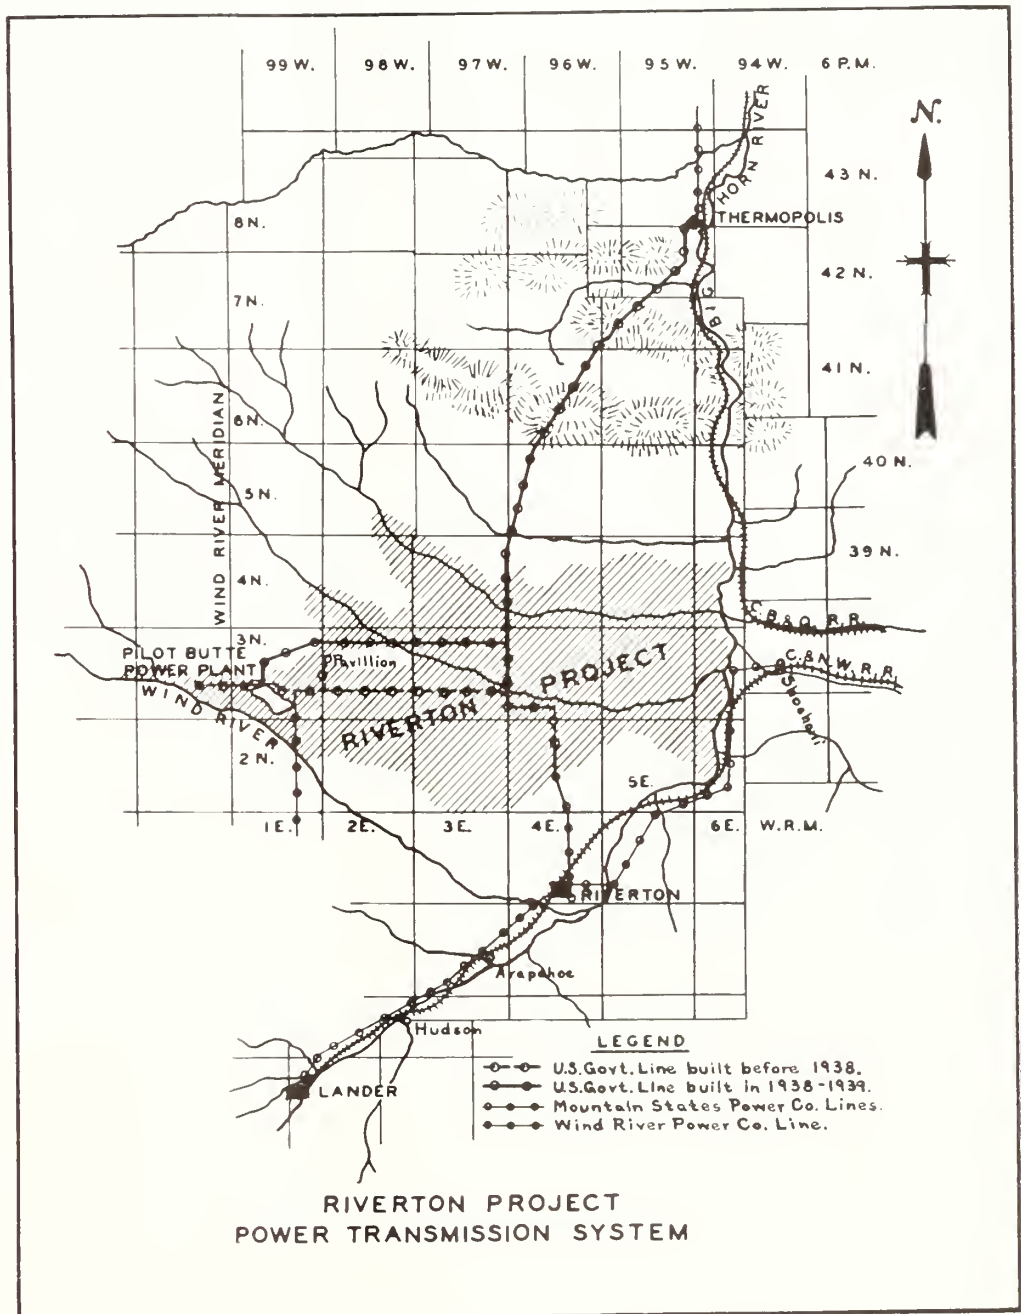 99 W. 98 W. 97 W. 96 W. 95 W. 94 W. 6 P.M.
N.
HORN RIVER
43 N.
8 N.
THERMOPOLIS
42 N.
7 N.
BIG
41 N.
WIND RIVER MERIDIAN
6 N.
40 N.
5 N.
39 N.
4 N.
C. B. & Q. R. R.
3 N.
PILOT BUTTE
POWER PLANT
Pavillion
PROJECT
C. & N. W. R. R.
Shoshoni
WIND RIVER
RIVERTON
2 N.
5 E.
1 E. 2 E. 3 E. 4 E. 6 E. W.R.M.
RIVERTON
Arapahoe
Hudson
LANDER
LEGEND
U.S. Govt. Line built before 1938.
U.S. Govt. Line built in 1938-1939.
Mountain States Power Co. Lines.
Wind River Power Co. Line.
RIVERTON PROJECT
POWER TRANSMISSION SYSTEM